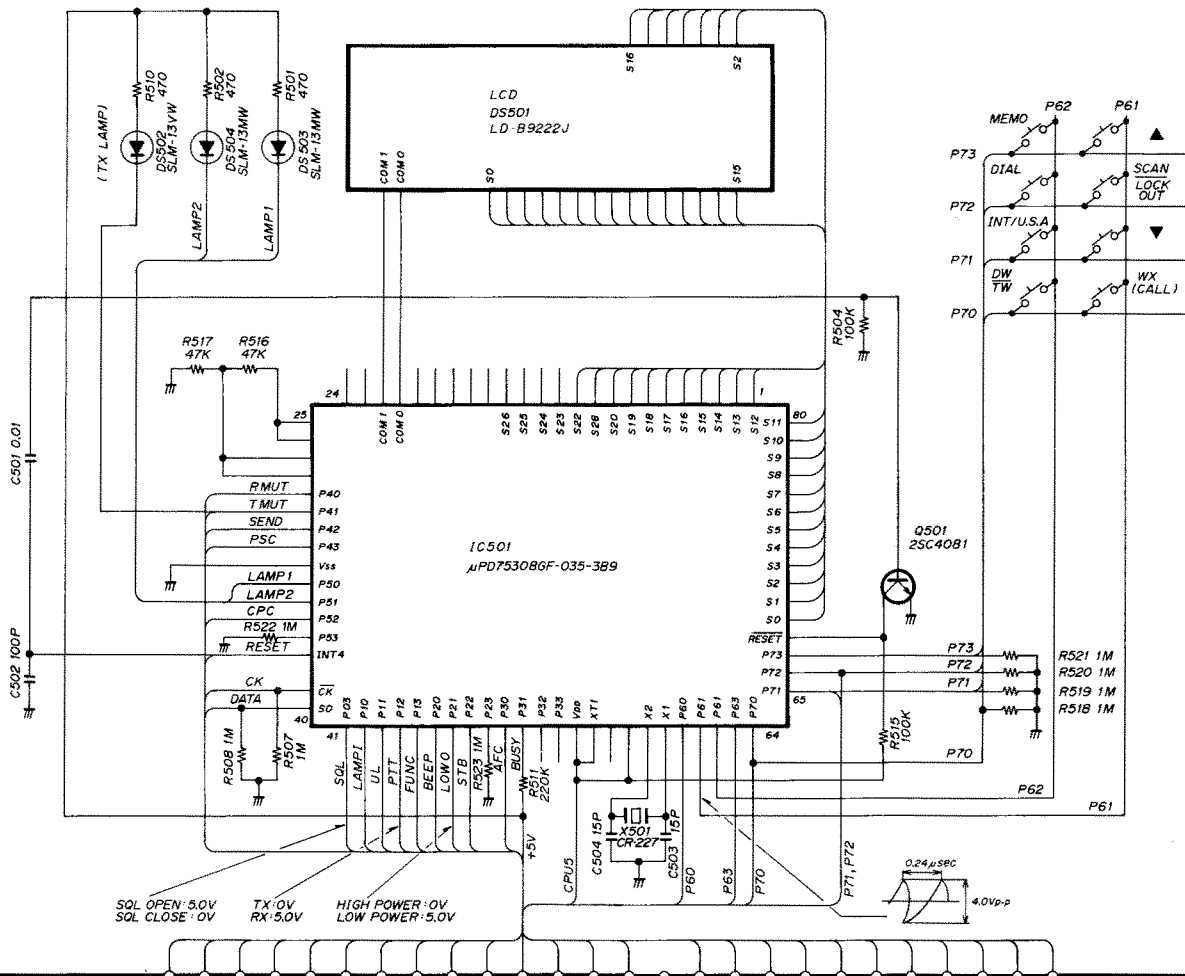 R510
470
R502
470
R501
470
(TX LAMP)
DS502
SLM-13VW
DS504
SLM-13MW
DS503
SLM-13MW
LAMP2
LAMP1
S16
S2
LCD
DS501
LD-B9222J
COM1
COM0
S0
S15
P62
P61
MEMO
▲
P73
DIAL
SCAN
LOCK
OUT
P72
INT/U.S.A
▼
P71
DW
TW
WX
(CALL)
P70
R504
100K
R517
47K
R516
47K
C501 0.01
C502 100P
24
1
25
80
COM1
COM0
S26
S25
S24
S23
S22
S28
S20
S19
S18
S17
S16
S15
S14
S13
S12
S11
S10
S9
S8
S7
S6
S5
S4
S3
S2
S1
S0
RESET
P73
P72
P71
65
RMUT
P40
TMUT
P41
SEND
P42
PSC
P43
Vss
LAMP1
P50
LAMP2
P51
CPC
P52
R522 1M
P53
RESET
INT4
CK
CK
DATA
S0
40
IC501
μPD75308GF-035-3B9
Q501
2SC4081
P73
P72
P71
R521 1M
R520 1M
R519 1M
R518 1M
R515
100K
P70
P62
P61
41
P03
P10
P11
P12
P13
P20
P21
P22
P23
P30
P31
P32
P33
VDD
XT1
X2
X1
P60
P61
P61
P63
P70
64
R508 1M
R507
1M
SQL
LAMP1
UL
PTT
FUNC
BEEP
LOWO
STB
R523 1M
AFC
BUSY
R511
220K
+5V
CPU5
C504 15P
X501
CR-227
15P
C503
P60
P63
P70
P71, P72
SQL OPEN: 5.0V
SQL CLOSE: 0V
TX: 0V
RX: 5.0V
HIGH POWER: 0V
LOW POWER: 5.0V
0.24μsec
4.0Vp-p